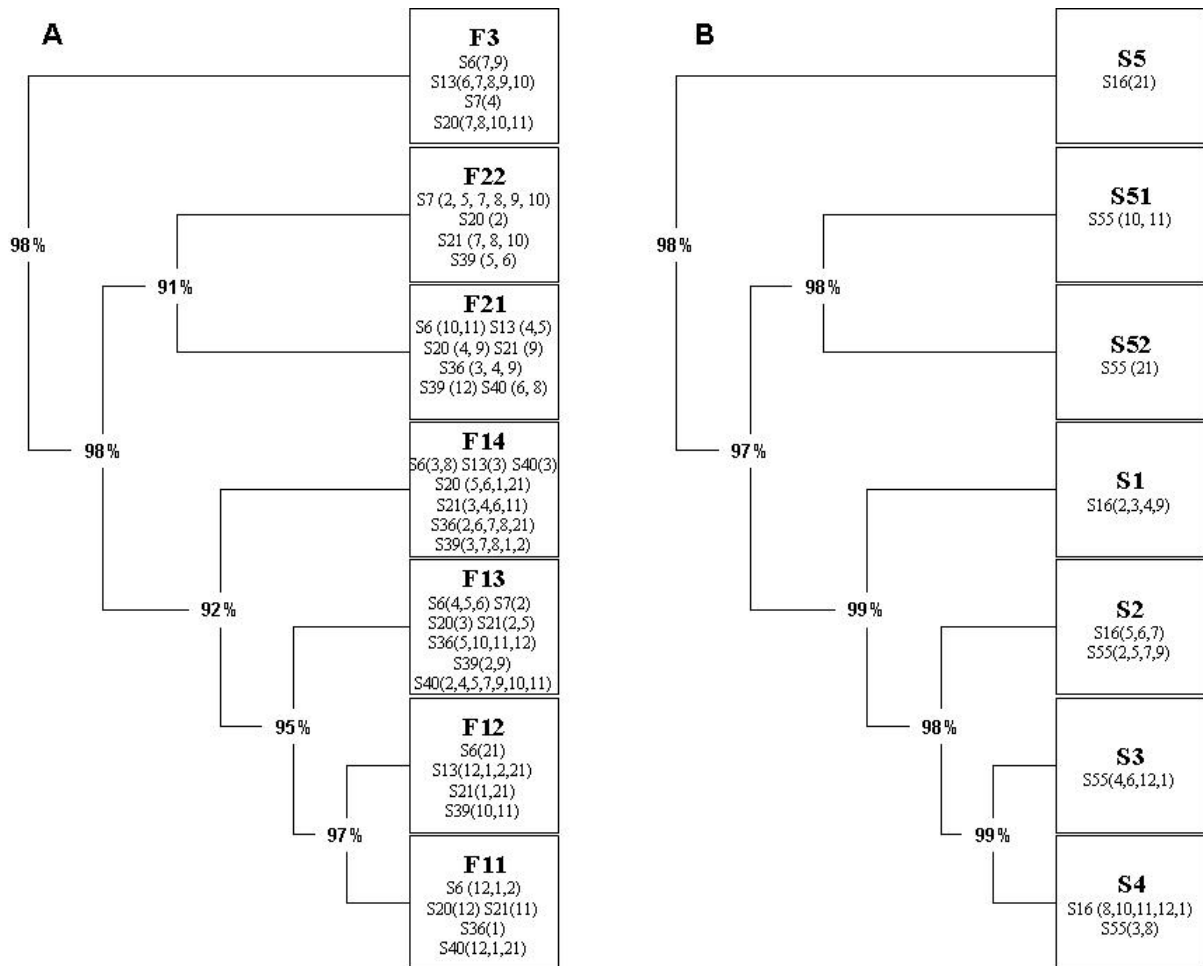 A
F3
S6(7,9)
S13(6,7,8,9,10)
S7(4)
S20(7,8,10,11)
F22
S7 (2, 5, 7, 8, 9, 10)
S20 (2)
S21 (7, 8, 10)
S39 (5, 6)
98%
91%
F21
S6 (10,11) S13 (4,5)
S20 (4, 9) S21 (9)
S36 (3, 4, 9)
S39 (12) S40 (6, 8)
98%
F14
S6(3,8) S13(3) S40(3)
S20 (5,6,1,21)
S21(3,4,6,11)
S36(2,6,7,8,21)
S39(3,7,8,1,2)
92%
F13
S6(4,5,6) S7(2)
S20(3) S21(2,5)
S36(5,10,11,12)
S39(2,9)
S40(2,4,5,7,9,10,11)
95%
F12
S6(21)
S13(12,1,2,21)
S21(1,21)
S39(10,11)
97%
F11
S6 (12,1,2)
S20(12) S21(11)
S36(1)
S40(12,1,21)
B
S5
S16(21)
S51
S55 (10, 11)
98%
98%
S52
S55 (21)
97%
S1
S16(2,3,4,9)
99%
S2
S16(5,6,7)
S55(2,5,7,9)
98%
S3
S55(4,6,12,1)
99%
S4
S16 (8,10,11,12,1)
S55(3,8)